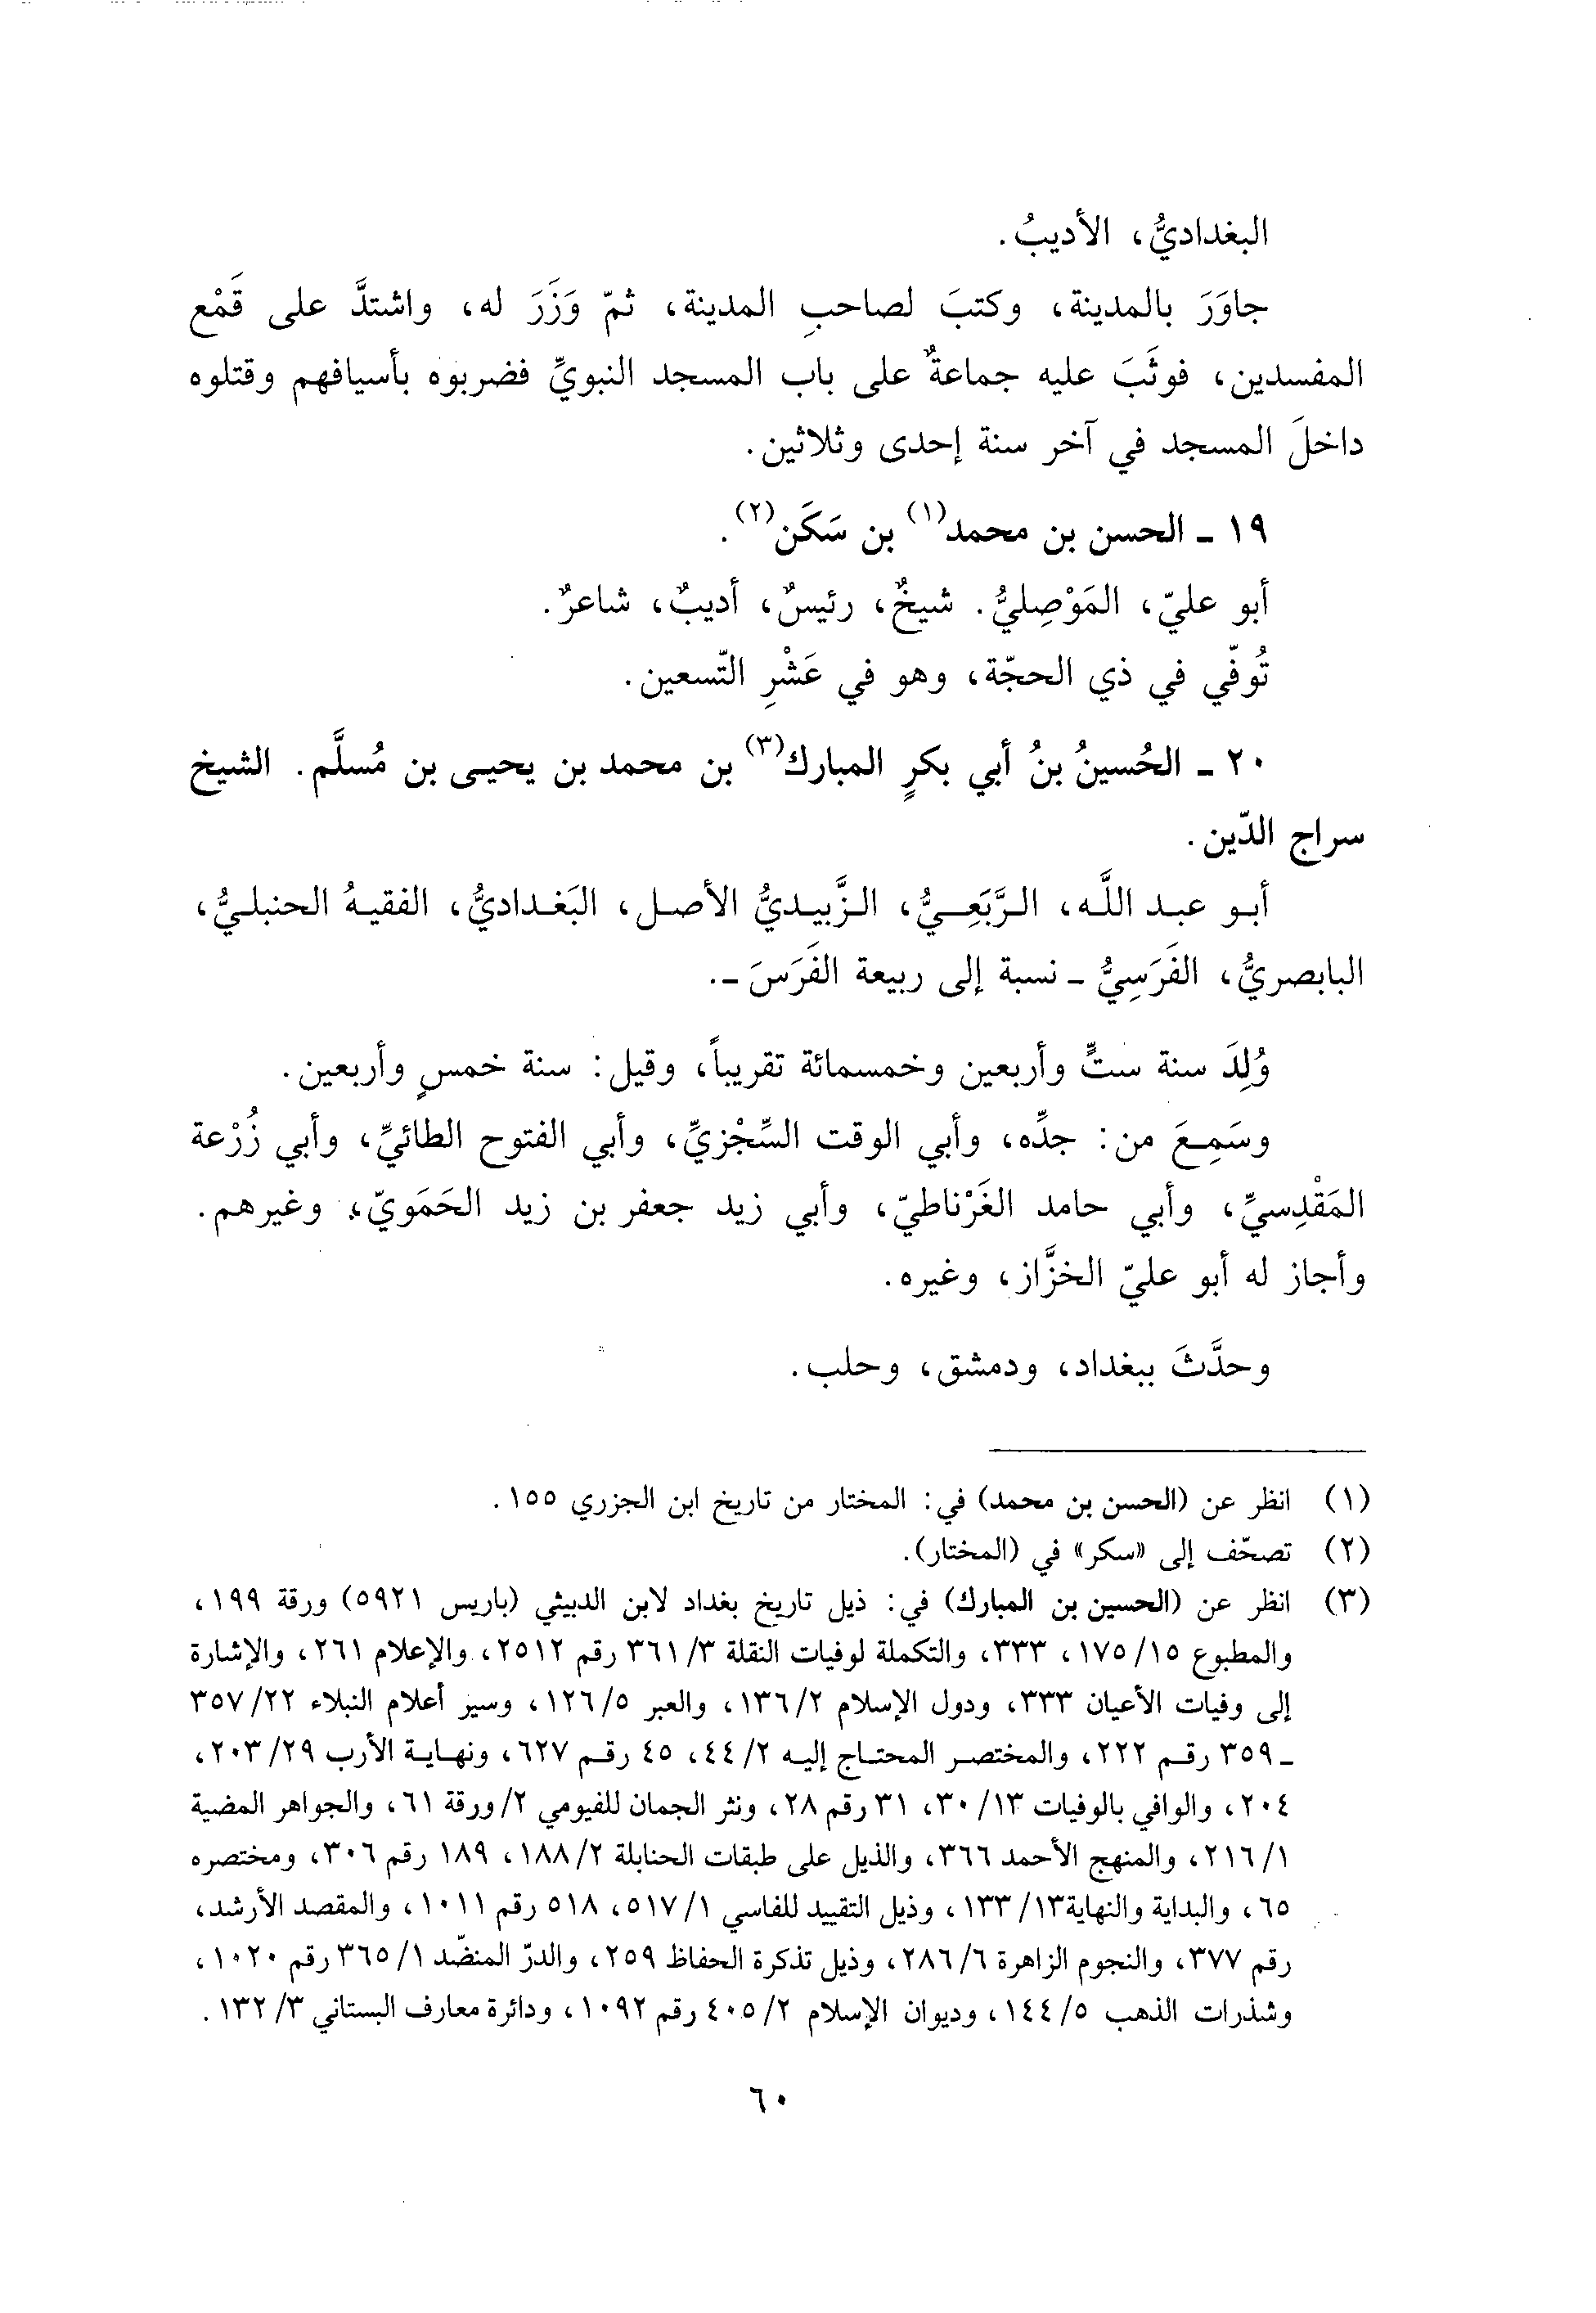 البغداديُّ، الأديبُ.
جاوَرَ بالمدينة، وكتبَ لصاحبِ المدينة، ثمّ وَزَرَ له، واشتدَّ على قَمْع
المفسدين، فوثَبَ عليه جماعةٌ على باب المسجد النبويِّ فضربوه بأسيافهم وقتلوه
داخلَ المسجد في آخر سنة إحدى وثلاثين.
١٩ ـ الحسن بن محمد(١) بن سَكَن(٢).
أبو عليّ، المَوْصِليُّ. شيخٌ، رئيسٌ، أديبٌ، شاعرٌ.
تُوفّي في ذي الحجّة، وهو في عَشْرِ التّسعين.
٢٠ ـ الحُسينُ بنُ أبي بكرٍ المبارك(٣) بن محمد بن يحيى بن مُسلَّم. الشيخ
سراج الدّين.
أبو عبد اللَّه، الرَّبَعِيُّ، الزَّبيديُّ الأصل، البَغداديُّ، الفقيهُ الحنبليُّ،
البابصريُّ، الفَرَسِيُّ ـ نسبة إلى ربيعة الفَرَسَ ـ.
وُلِدَ سنة ستٍّ وأربعين وخمسمائة تقريباً، وقيل: سنة خمسٍ وأربعين.
وسَمِعَ من: جدِّه، وأبي الوقت السِّجْزيِّ، وأبي الفتوح الطائيِّ، وأبي زُرْعة
المَقْدِسيِّ، وأبي حامد الغَرْناطيّ، وأبي زيد جعفر بن زيد الحَمَويّ، وغيرهم.
وأجاز له أبو عليّ الخزَّاز، وغيره.
وحدَّثَ ببغداد، ودمشق، وحلب.
(١) انظر عن (الحسن بن محمد) في: المختار من تاريخ ابن الجزري ١٥٥.
(٢) تصحّف إلى «سكر» في (المختار).
(٣) انظر عن (الحسين بن المبارك) في: ذيل تاريخ بغداد لابن الدبيثي (باريس ٥٩٢١) ورقة ١٩٩،
والمطبوع ١٥/ ١٧٥، ٣٣٣، والتكملة لوفيات النقلة ٣/ ٣٦١ رقم ٢٥١٢، والإعلام ٢٦١، والإشارة
إلى وفيات الأعيان ٣٣٣، ودول الإسلام ٢/ ١٣٦، والعبر ٥/ ١٢٦، وسير أعلام النبلاء ٢٢/ ٣٥٧
ـ ٣٥٩ رقم ٢٢٢، والمختصر المحتاج إليه ٢/ ٤٤، ٤٥ رقم ٦٢٧، ونهاية الأرب ٢٩/ ٢٠٣،
٢٠٤، والوافي بالوفيات ١٣/ ٣٠، ٣١ رقم ٢٨، ونثر الجمان للفيومي ٢/ ورقة ٦١، والجواهر المضية
١/ ٢١٦، والمنهج الأحمد ٣٦٦، والذيل على طبقات الحنابلة ٢/ ١٨٨، ١٨٩ رقم ٣٠٦، ومختصره
٦٥، والبداية والنهاية١٣/ ١٣٣، وذيل التقييد للفاسي ١/ ٥١٧، ٥١٨ رقم ١٠١١، والمقصد الأرشد،
رقم ٣٧٧، والنجوم الزاهرة ٦/ ٢٨٦، وذيل تذكرة الحفاظ ٢٥٩، والدرّ المنضّد ١/ ٣٦٥ رقم ١٠٢٠،
وشذرات الذهب ٥/ ١٤٤، وديوان الإسلام ٢/ ٤٠٥ رقم ١٠٩٢، ودائرة معارف البستاني ٣/ ١٣٢.
٦٠